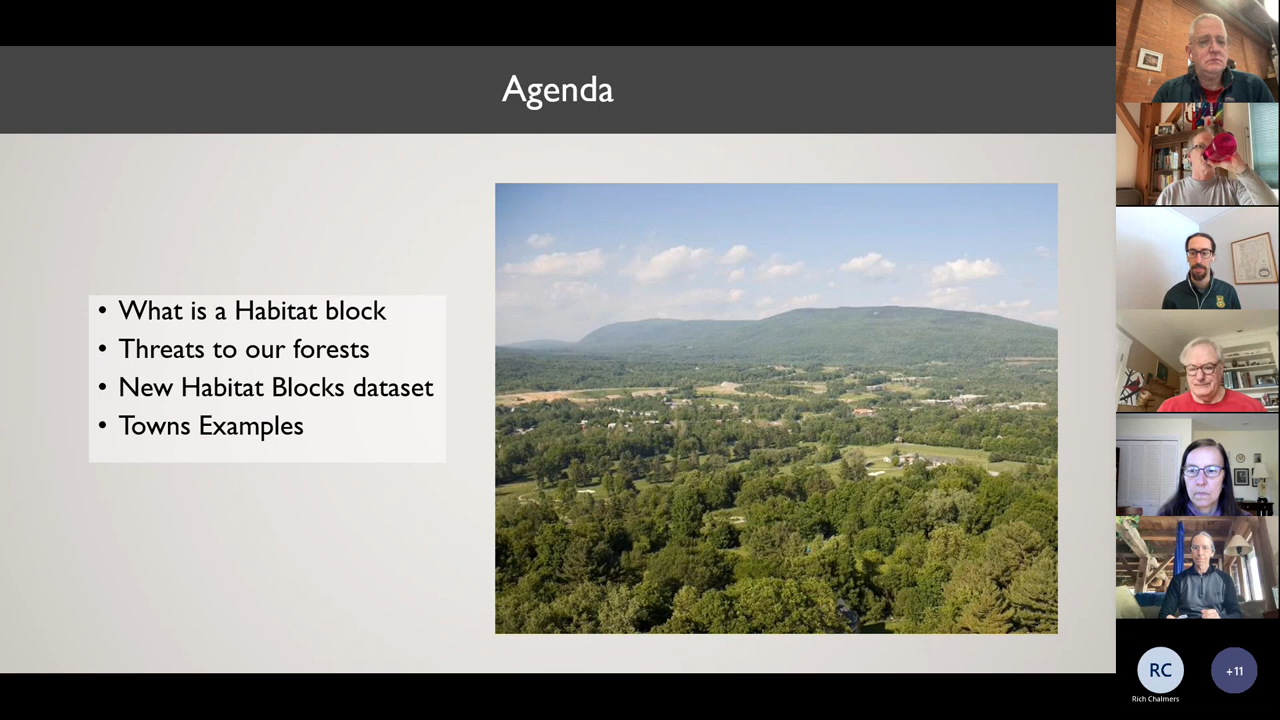 Agenda
• What is a Habitat block
• Threats to our forests
• New Habitat Blocks dataset
• Towns Examples
RC
+11
Rich Chalmers